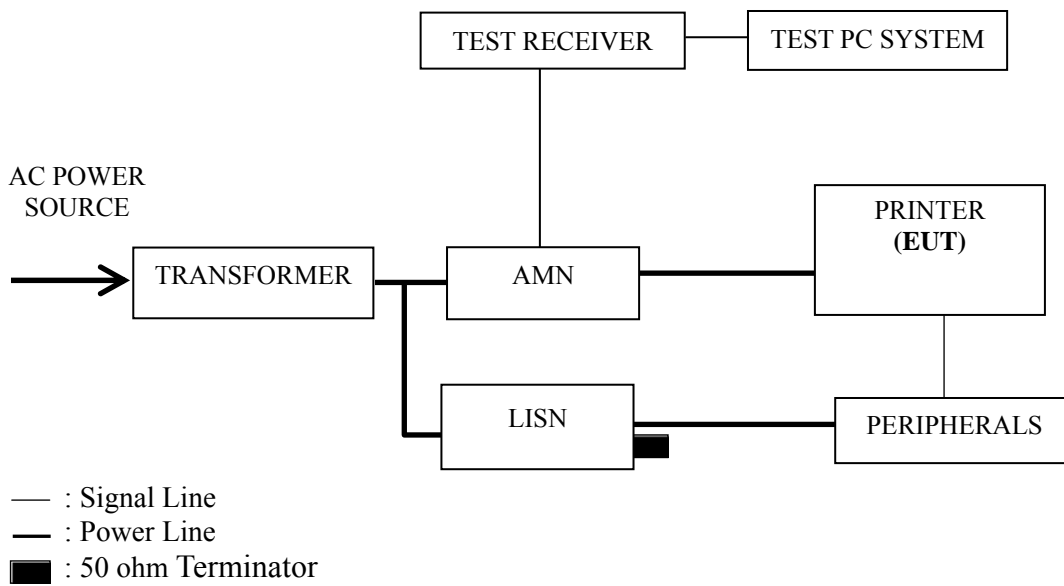 TEST RECEIVER
TEST PC SYSTEM
AC POWER
SOURCE
TRANSFORMER
AMN
PRINTER
(EUT)
LISN
PERIPHERALS
: Signal Line
: Power Line
: 50 ohm Terminator